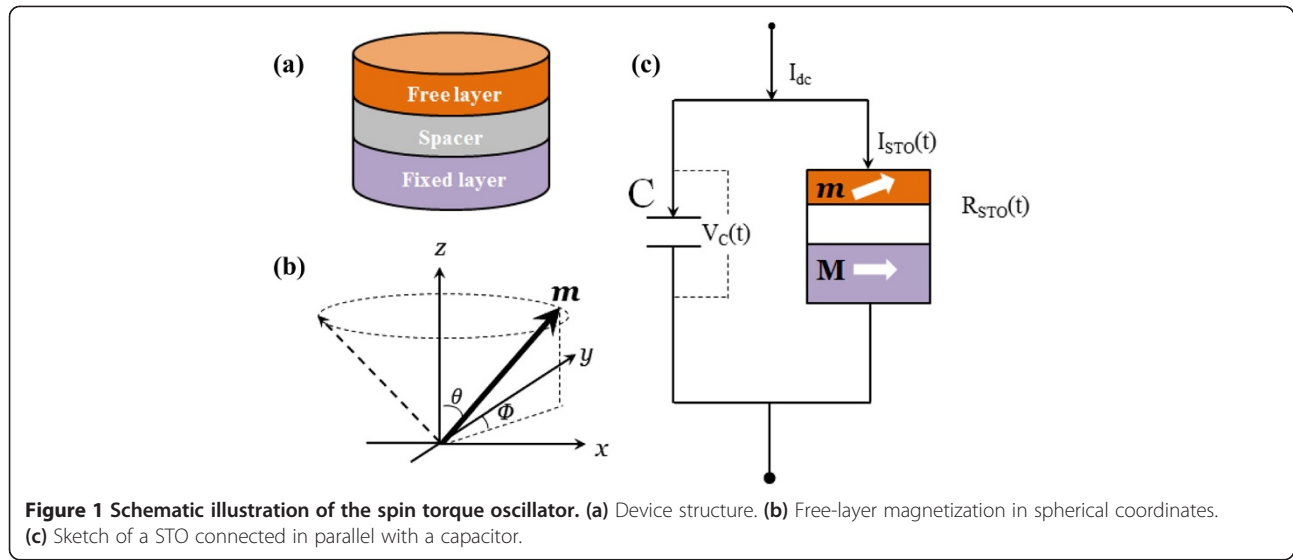 (a)
Free layer
Spacer
Fixed layer
(b)
z
m
y
θ
Φ
x
(c)
I_dc
I_STO(t)
C
V_C(t)
m
R_STO(t)
M
Figure 1 Schematic illustration of the spin torque oscillator. (a) Device structure. (b) Free-layer magnetization in spherical coordinates.
(c) Sketch of a STO connected in parallel with a capacitor.